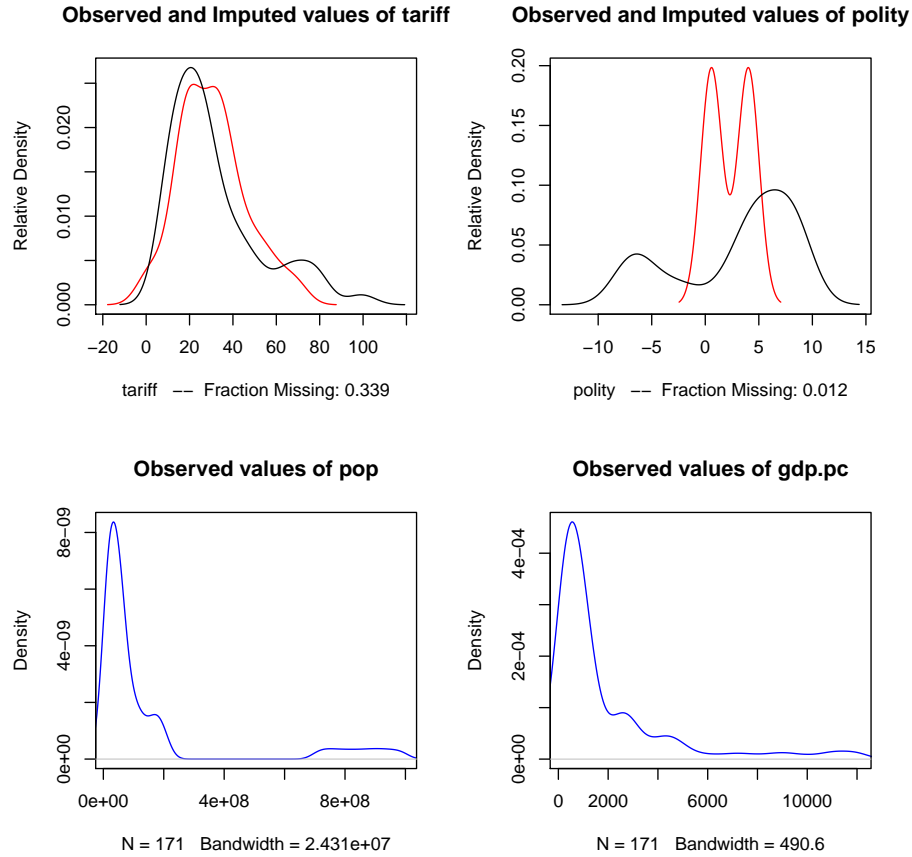 Observed and Imputed values of tariff
Relative Density
0.000 0.010 0.020
−20 0 20 40 60 80 100
tariff −− Fraction Missing: 0.339
Observed and Imputed values of polity
Relative Density
0.00 0.05 0.10 0.15 0.20
−10 −5 0 5 10 15
polity −− Fraction Missing: 0.012
Observed values of pop
Density
0e+00 4e−09 8e−09
0e+00 4e+08 8e+08
N = 171 Bandwidth = 2.431e+07
Observed values of gdp.pc
Density
0e+00 2e−04 4e−04
0 2000 6000 10000
N = 171 Bandwidth = 490.6